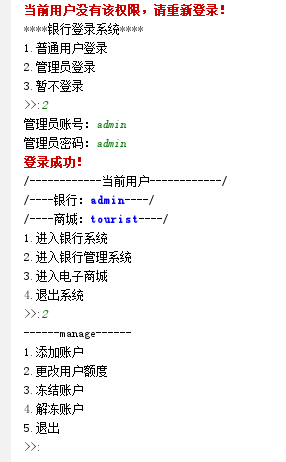 当前用户没有该权限，请重新登录！
****银行登录系统****
1.普通用户登录
2.管理员登录
3.暂不登录
>>:2
管理员账号：admin
管理员密码：admin
登录成功！
/------------当前用户------------/
/----银行：admin----/
/----商城：tourist----/
1.进入银行系统
2.进入银行管理系统
3.进入电子商城
4.退出系统
>>:2
------manage------
1.添加账户
2.更改用户额度
3.冻结账户
4.解冻账户
5.退出
>>: